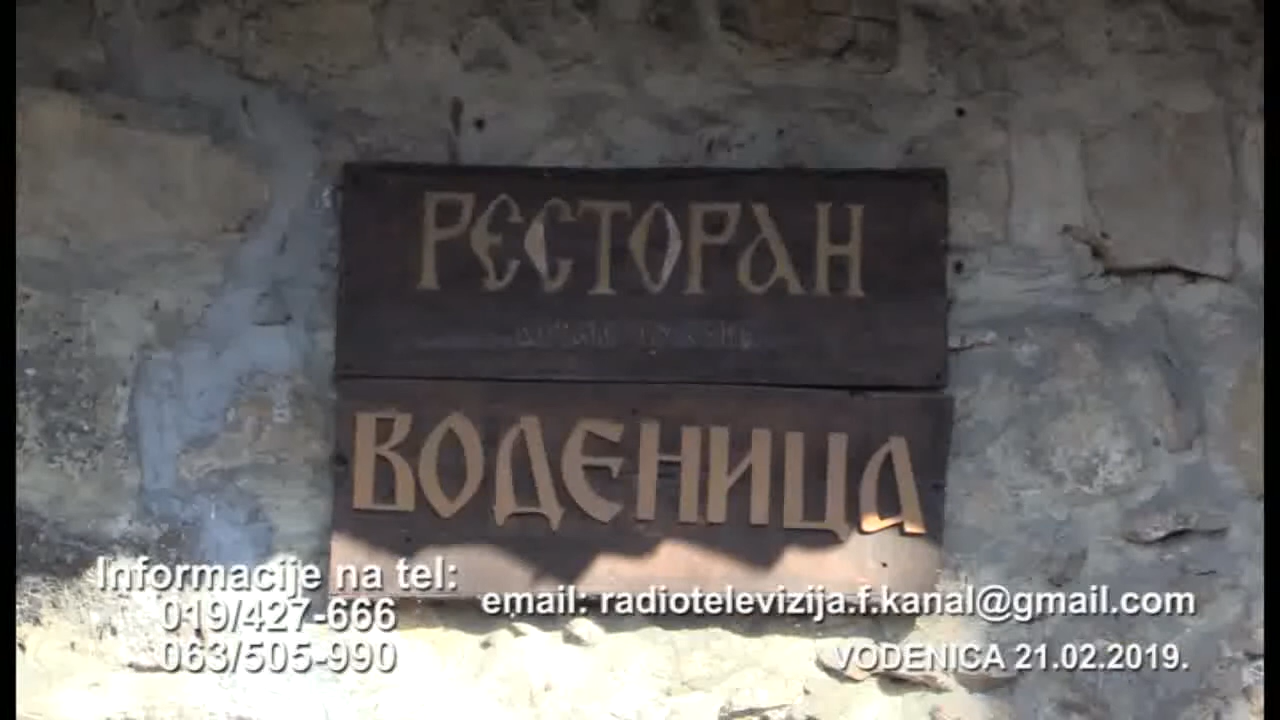 РЕСТОРАН
ВОДЕНИЦА
Informacije na tel:
019/427-666
063/505-990
email: radiotelevizija.f.kanal@gmail.com
VODENICA 21.02.2019.